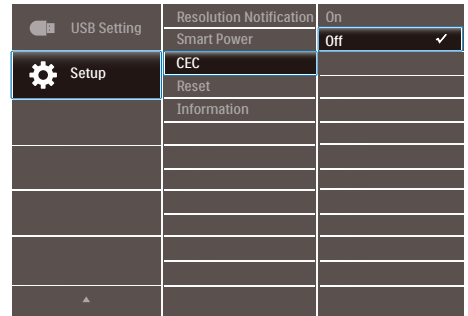 USB Setting
Setup
Resolution Notification
Smart Power
CEC
Reset
Information
On
Off